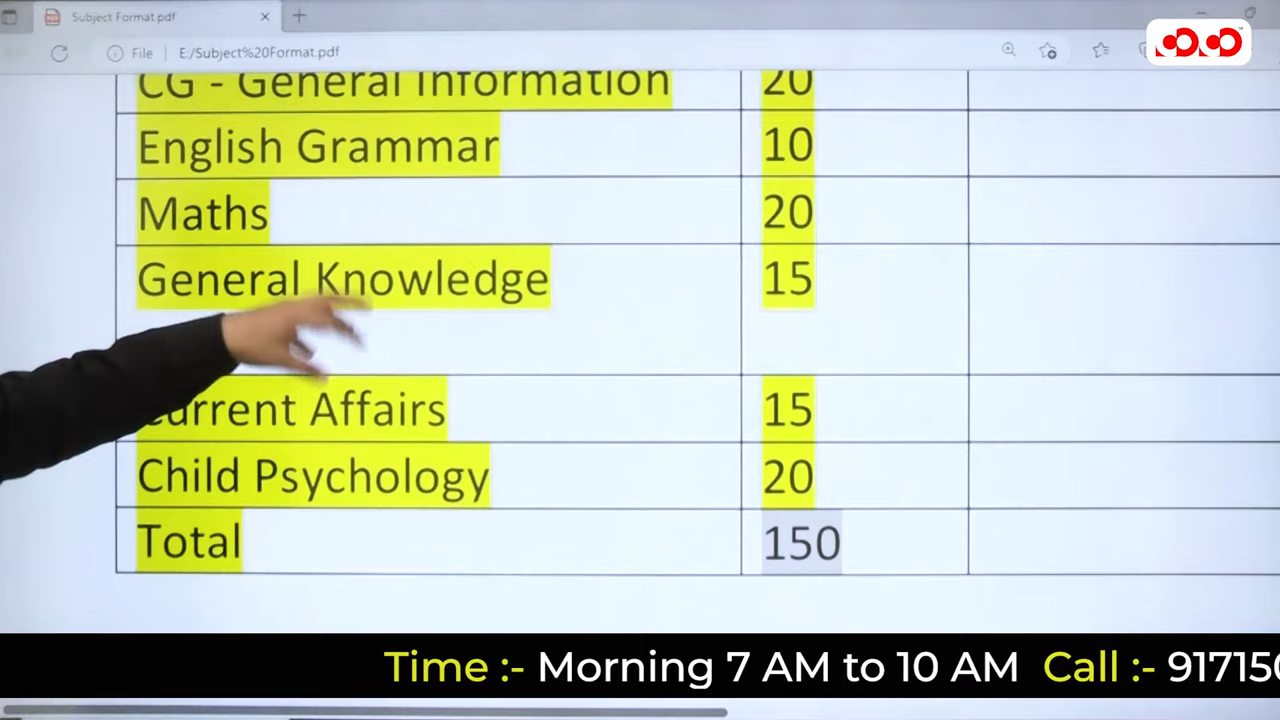 Subject Format.pdf
File E:/Subject%20Format.pdf
CG - General Information 20
English Grammar 10
Maths 20
General Knowledge 15
Current Affairs 15
Child Psychology 20
Total 150
Time :- Morning 7 AM to 10 AM Call :- 917150